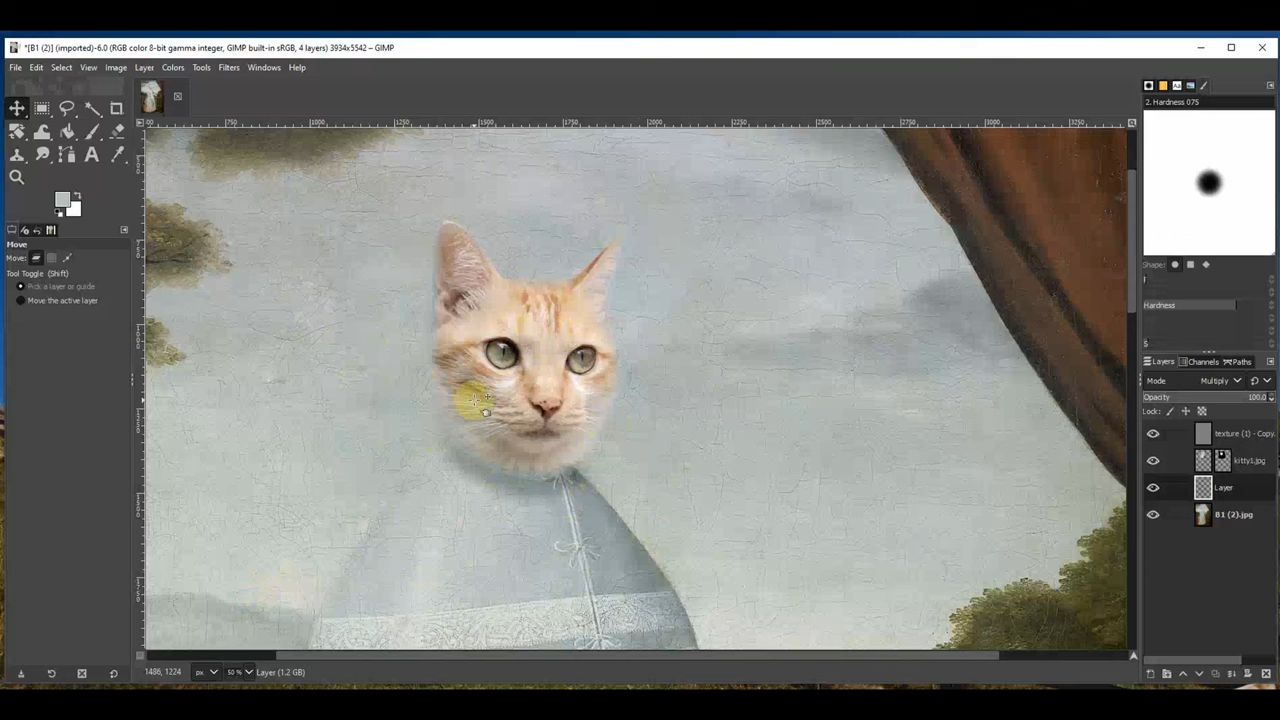 *[B1 (2)] (imported)-6.0 (RGB color 8-bit gamma integer, GIMP built-in sRGB, 4 layers) 3934x5542 – GIMP
File Edit Select View Image Layer Colors Tools Filters Windows Help
2. Hardness 075
750 1000 1250 1500 1750 2000 2250 2500 2750 3000 3250
Move
Move:
Tool Toggle (Shift)
Pick a layer or guide
Move the active layer
Shape:
Hardness
Layers Channels Paths
Mode Multiply
Opacity 100.0
Lock:
texture (1) - Copy
kitty1.jpg
Layer
B1 (2).jpg
1486, 1224 px 50 % Layer (1.2 GB)